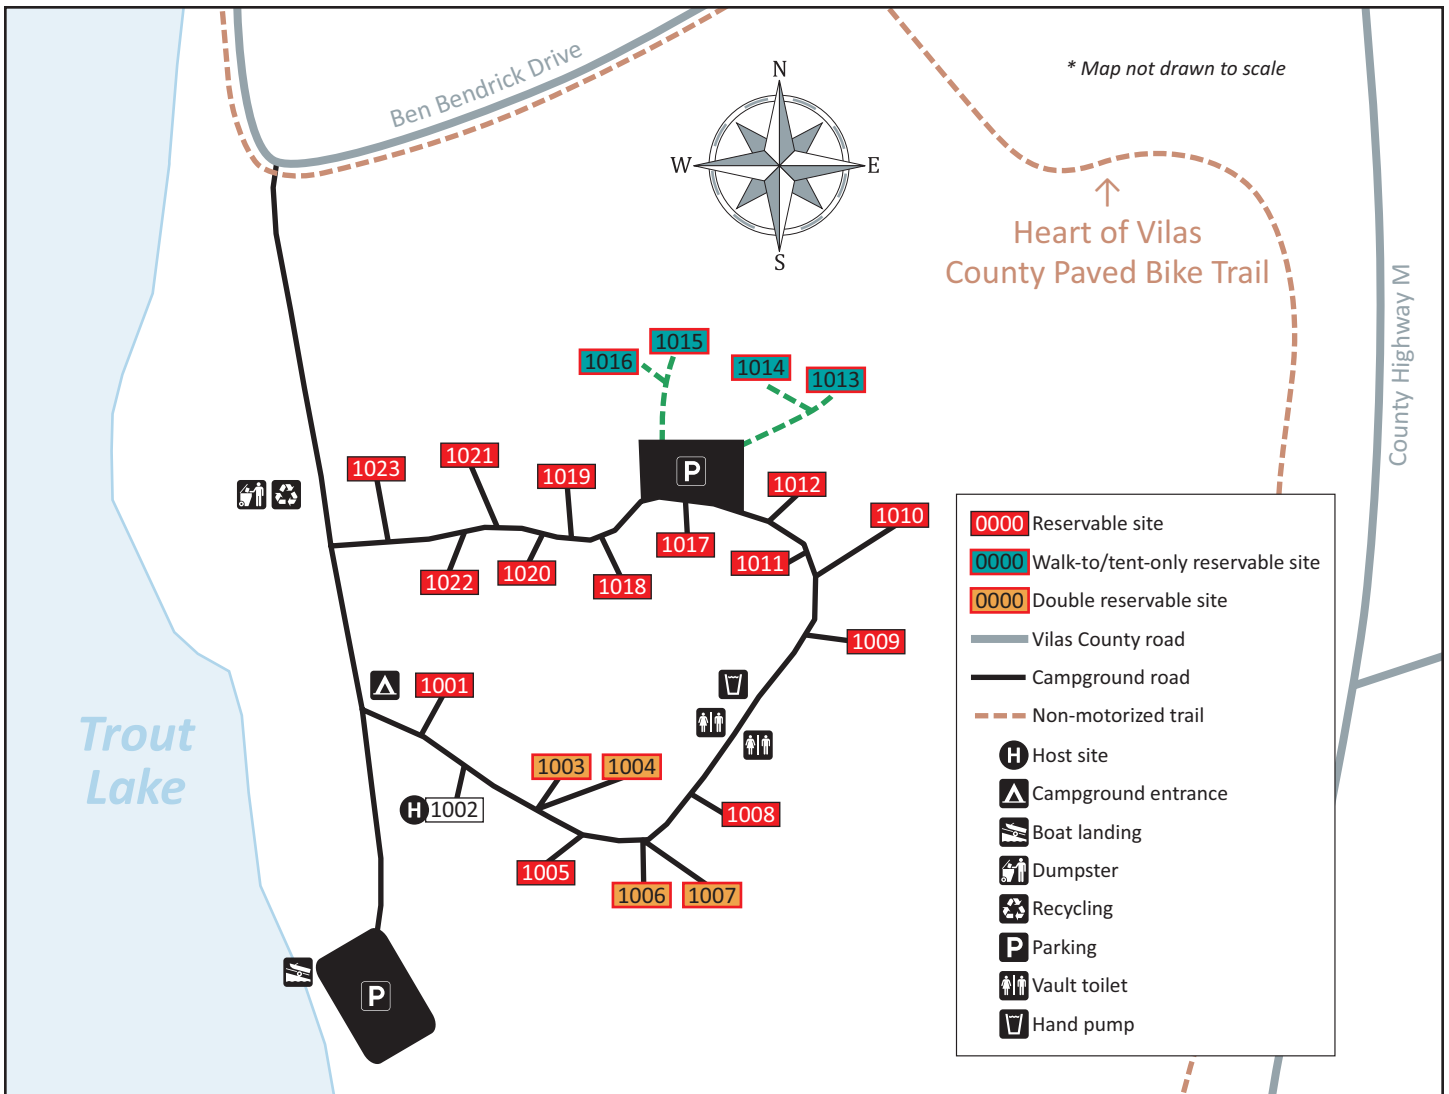 Ben Bendrick Drive
* Map not drawn to scale
N
W
E
S
Heart of Vilas
County Paved Bike Trail
County Highway M
1015
1016
1014
1013
1021
1023
1019
P
1012
1010
1017
1011
1022
1020
1018
1009
1001
Trout
Lake
1003
1004
H
1002
1008
1005
1006
1007
P
0000 Reservable site
0000 Walk-to/tent-only reservable site
0000 Double reservable site
Vilas County road
Campground road
Non-motorized trail
H Host site
Campground entrance
Boat landing
Dumpster
Recycling
P Parking
Vault toilet
Hand pump